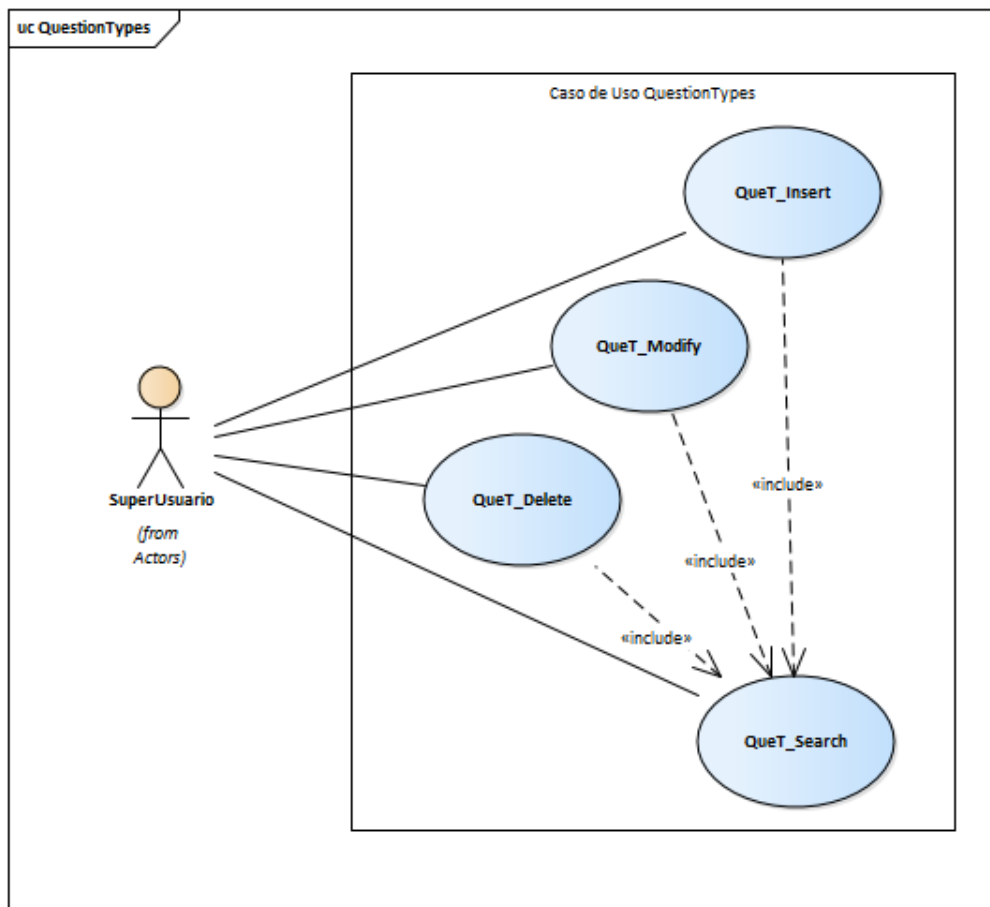 uc QuestionTypes
Caso de Uso QuestionTypes
QueT_Insert
QueT_Modify
QueT_Delete
SuperUsuario
(from
Actors)
«include»
«include»
«include»
QueT_Search